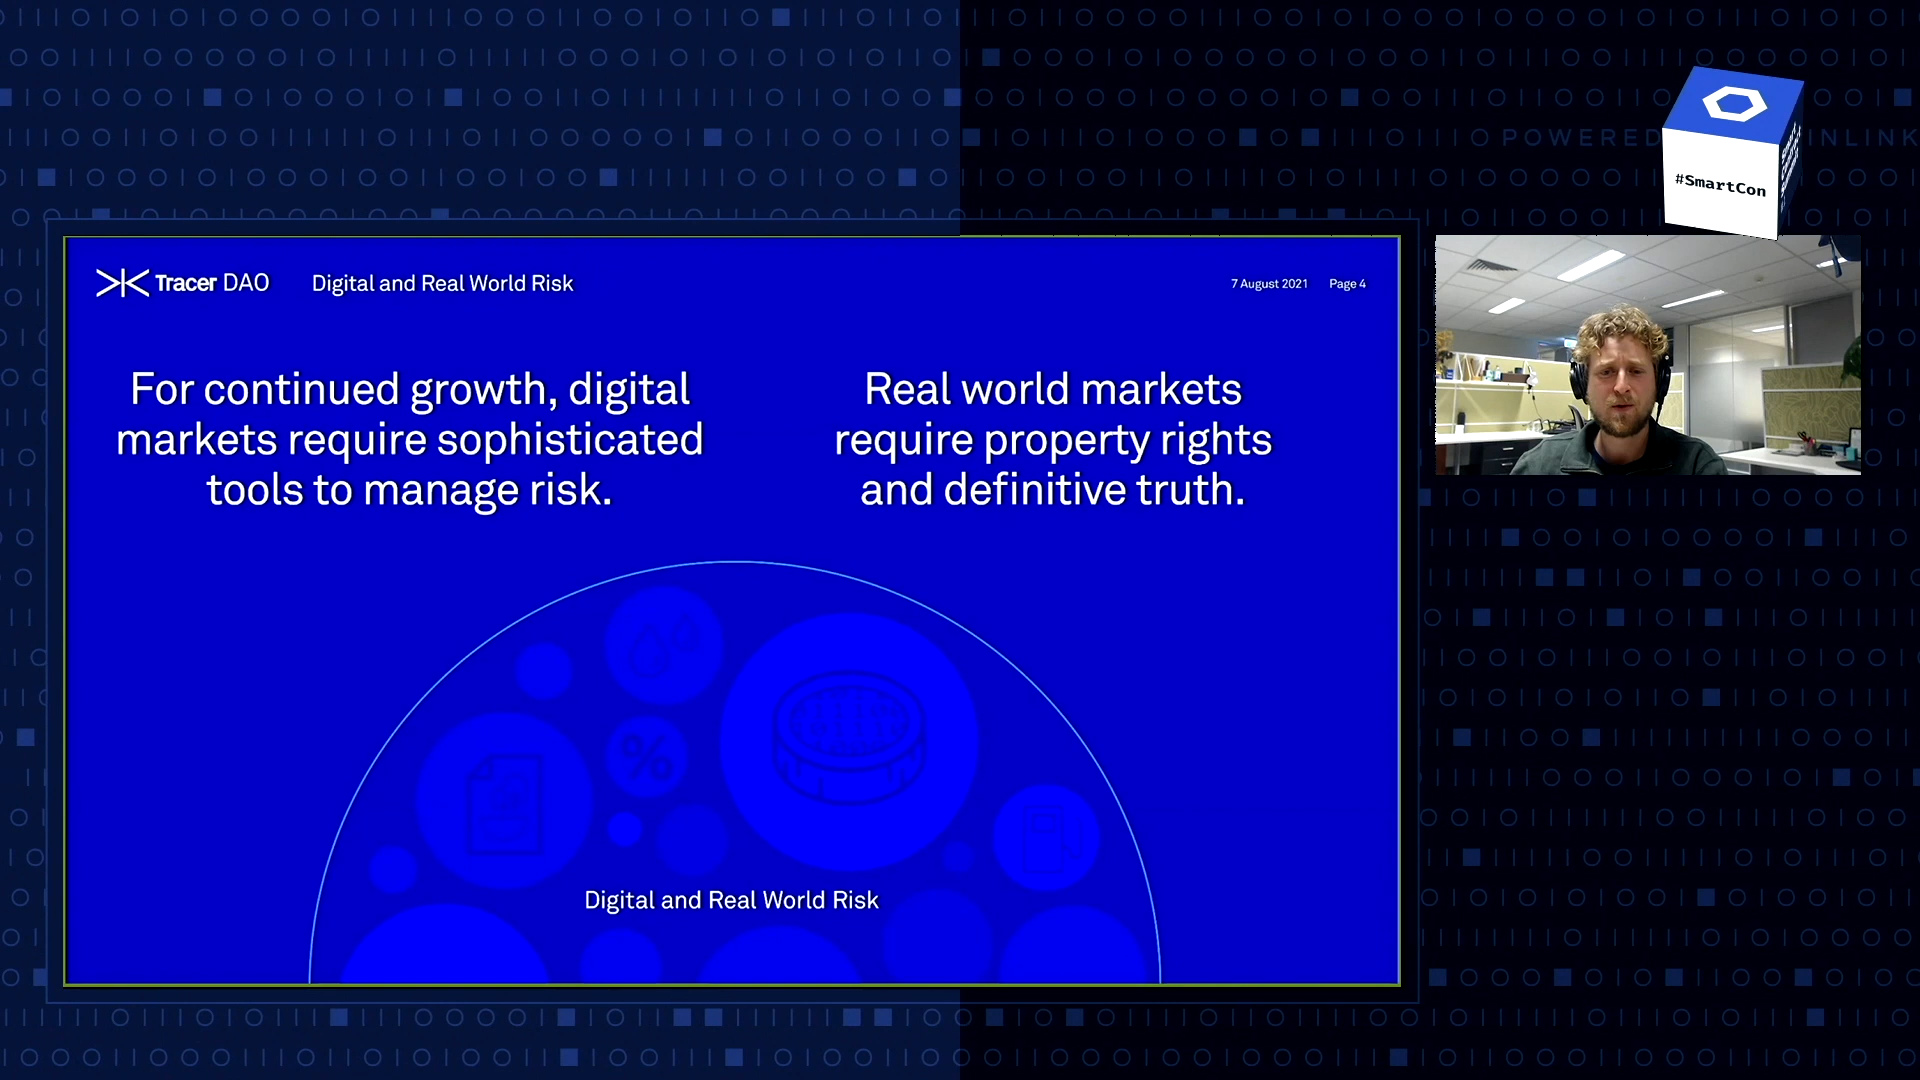 POWERED
INLINK
#SmartCon
Tracer DAO
Digital and Real World Risk
7 August 2021
Page 4
For continued growth, digital
markets require sophisticated
tools to manage risk.
Real world markets
require property rights
and definitive truth.
%
Digital and Real World Risk